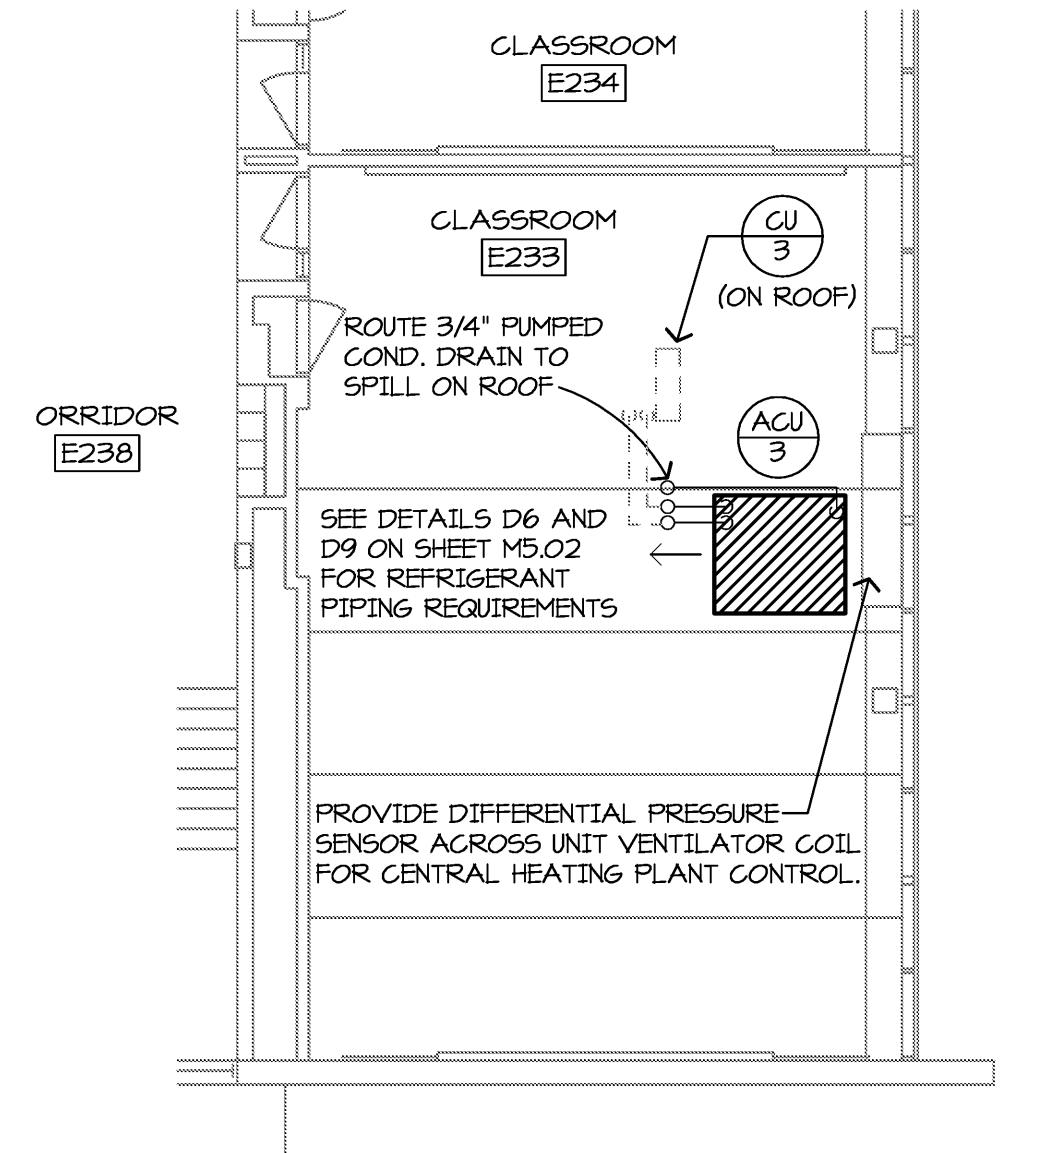 CLASSROOM
E234
CLASSROOM
E233
CU
3
(ON ROOF)
ROUTE 3/4" PUMPED
COND. DRAIN TO
SPILL ON ROOF
ORRIDOR
E238
ACU
3
SEE DETAILS D6 AND
D9 ON SHEET M5.02
FOR REFRIGERANT
PIPING REQUIREMENTS
PROVIDE DIFFERENTIAL PRESSURE
SENSOR ACROSS UNIT VENTILATOR COIL
FOR CENTRAL HEATING PLANT CONTROL.